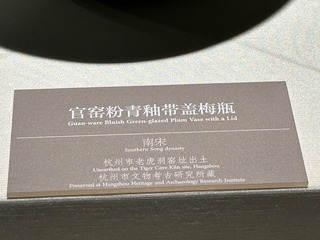 官窑粉青釉带盖梅瓶
Guan-ware Bluish Green-glazed Plum Vase with a Lid
南宋
Southern Song dynasty
杭州市老虎洞窑址出土
Unearthed on the Tiger Cave Kiln site, Hangzhou
杭州市文物考古研究所藏
Preserved at Hangzhou Heritage and Archaeology Research Institute